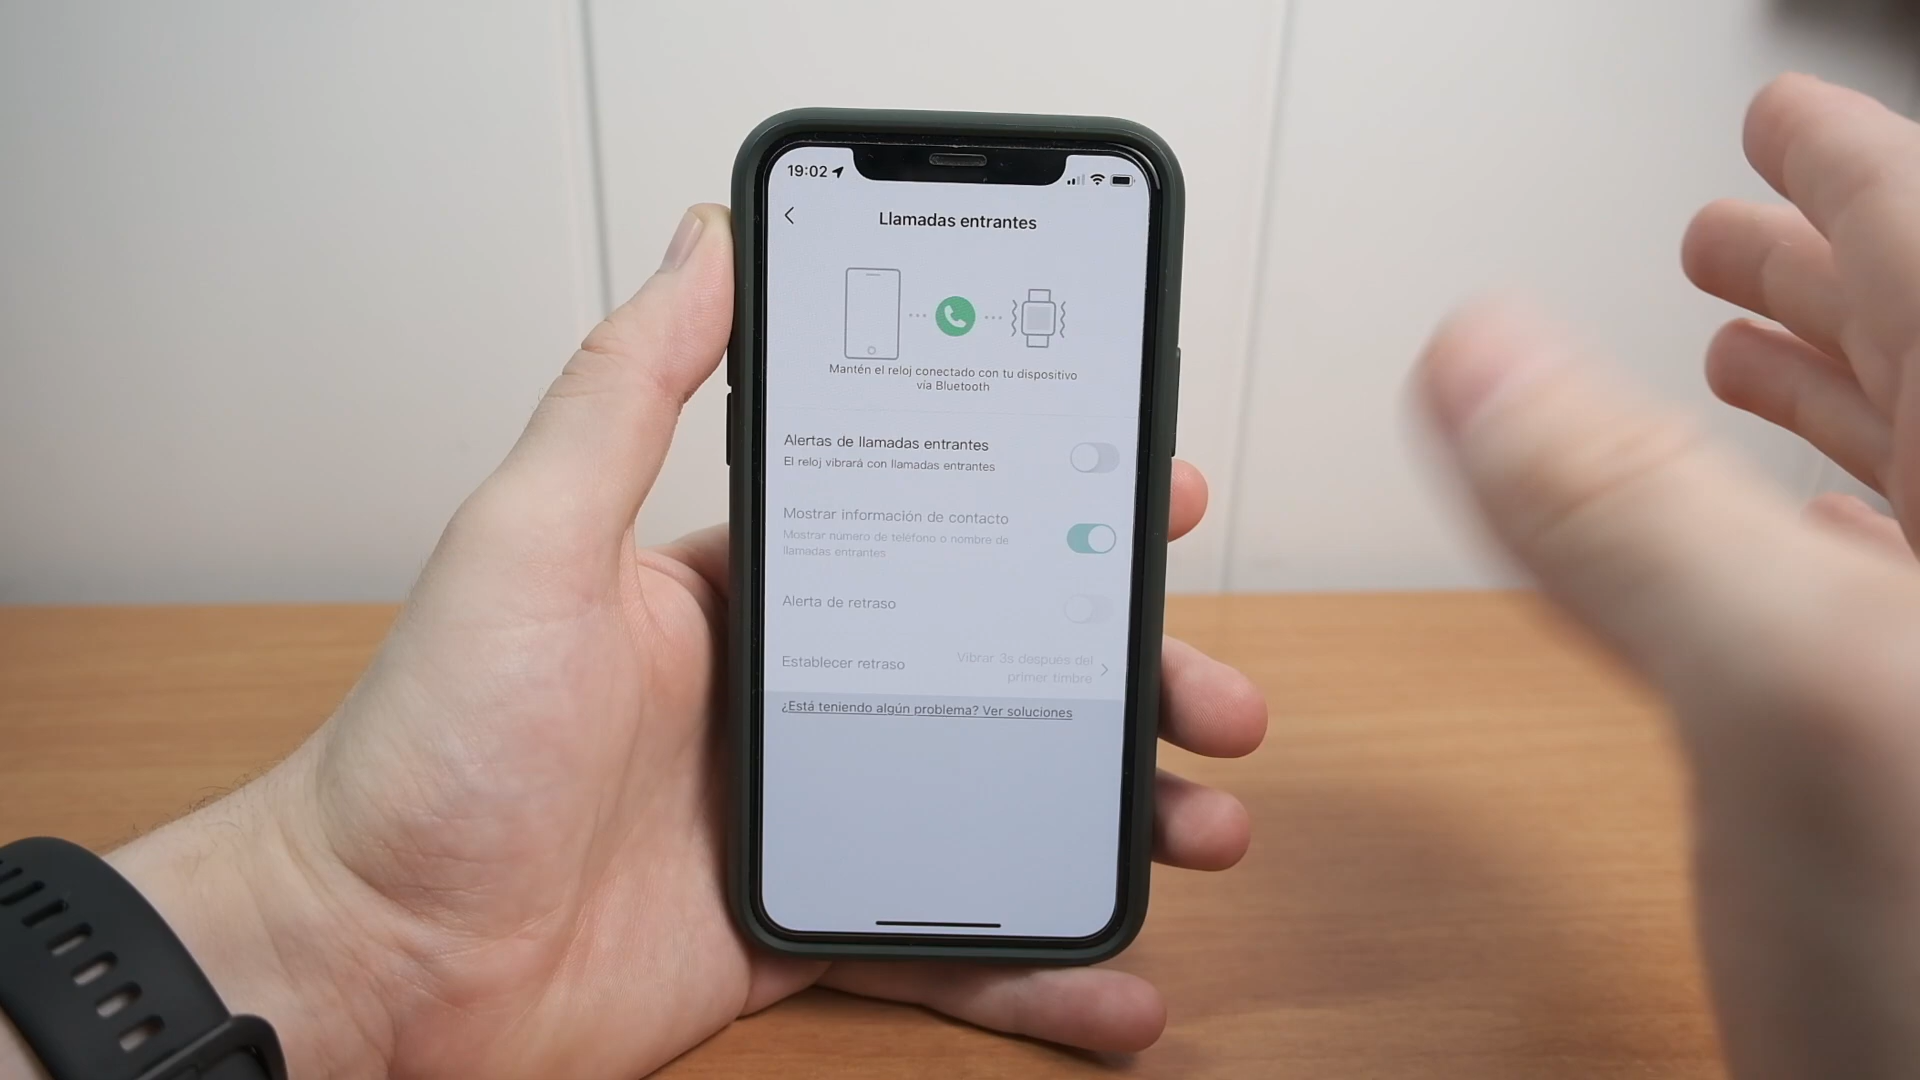 19:02
Llamadas entrantes
Mantén el reloj conectado con tu dispositivo
vía Bluetooth
Alertas de llamadas entrantes
El reloj vibrará con llamadas entrantes
Mostrar información de contacto
Mostrar número de teléfono o nombre de
llamadas entrantes
Alerta de retraso
Establecer retraso
Vibrar 3s después del
primer timbre
¿Está teniendo algún problema? Ver soluciones